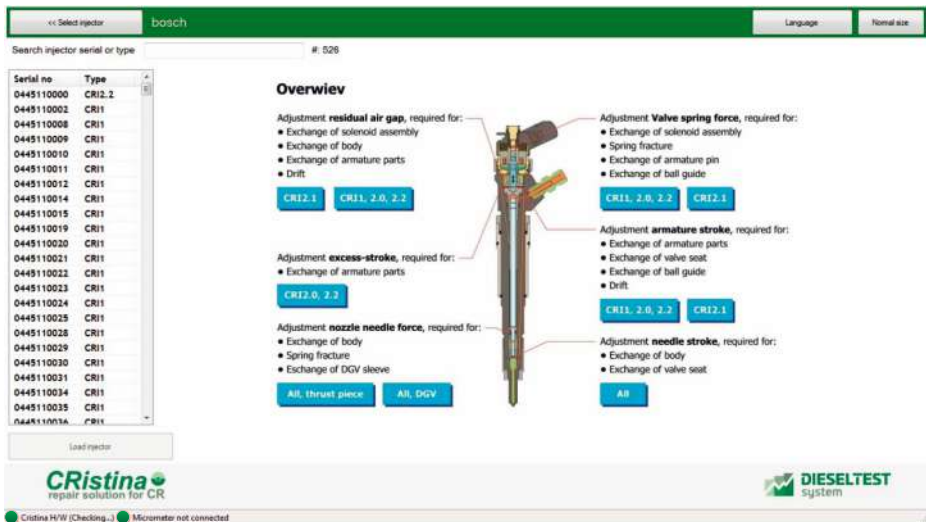 << Select injector
bosch
Language
Normal size
Search injector serial or type
#: 526
Serial no Type
0445110000 CRI2.2
0445110002 CRI1
0445110008 CRI1
0445110009 CRI1
0445110010 CRI1
0445110011 CRI1
0445110012 CRI1
0445110014 CRI1
0445110015 CRI1
0445110019 CRI1
0445110020 CRI1
0445110021 CRI1
0445110022 CRI1
0445110023 CRI1
0445110024 CRI1
0445110025 CRI1
0445110028 CRI1
0445110029 CRI1
0445110030 CRI1
0445110031 CRI1
0445110034 CRI1
0445110035 CRI1
0445110036 CRI1
Load injector
Overwiev
Adjustment residual air gap, required for:
● Exchange of solenoid assembly
● Exchange of body
● Exchange of armature parts
● Drift
CRI2.1 CRI1, 2.0, 2.2
Adjustment excess-stroke, required for:
● Exchange of armature parts
CRI2.0, 2.2
Adjustment nozzle needle force, required for:
● Exchange of body
● Spring fracture
● Eschange of DGV sleeve
All, thrust piece All, DGV
Adjustment Valve spring force, required for:
● Exchange of solenoid assembly
● Spring fracture
● Exchange of armature pin
● Exchange of ball guide
CRI1, 2.0, 2.2 CRI2.1
Adjustment armature stroke, required for:
● Exchange of armature parts
● Exchange of valve seat
● Exchange of ball guide
● Drift
CRI1, 2.0, 2.2 CRI2.1
Adjustment needle stroke, required for:
● Exchange of body
● Exchange of valve seat
All
CRistina
repair solution for CR
DIESELTEST
system
Cristina H/W (Checking...) Micrometer not connected